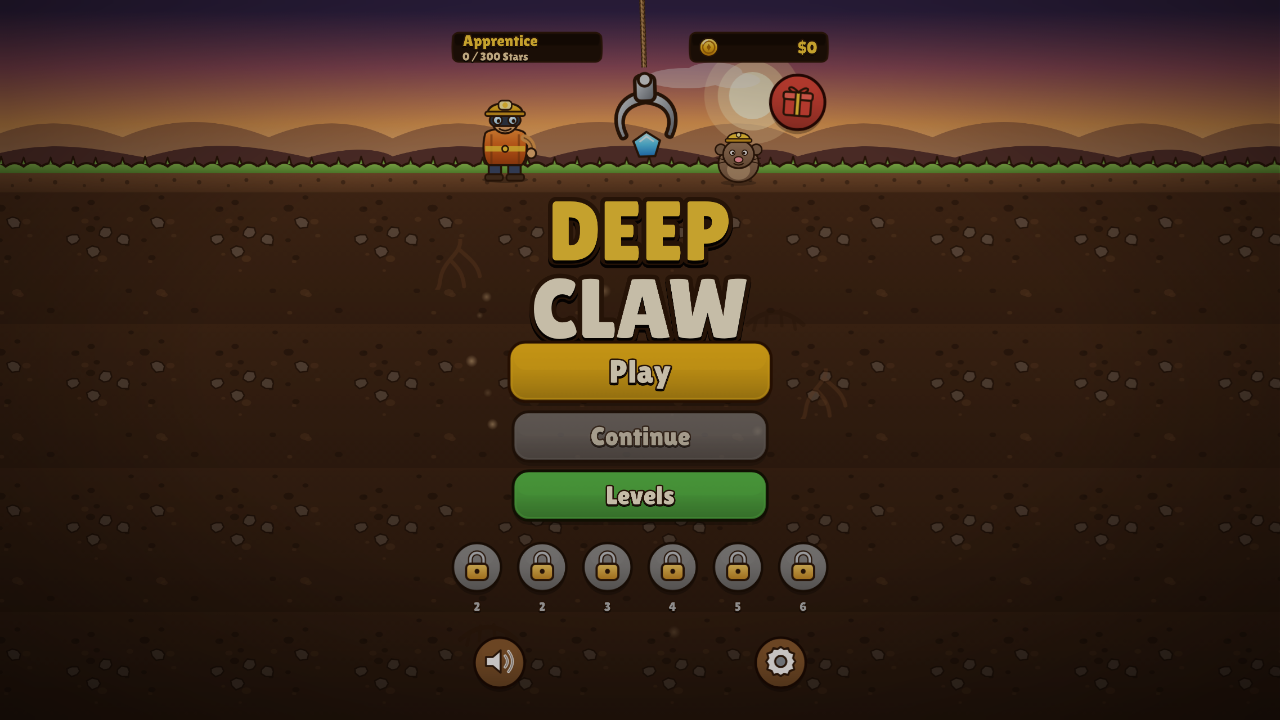 Apprentice
0 / 300 Stars
$0
DEEP
CLAW
Play
Continue
Levels
2 2 3 4 5 6